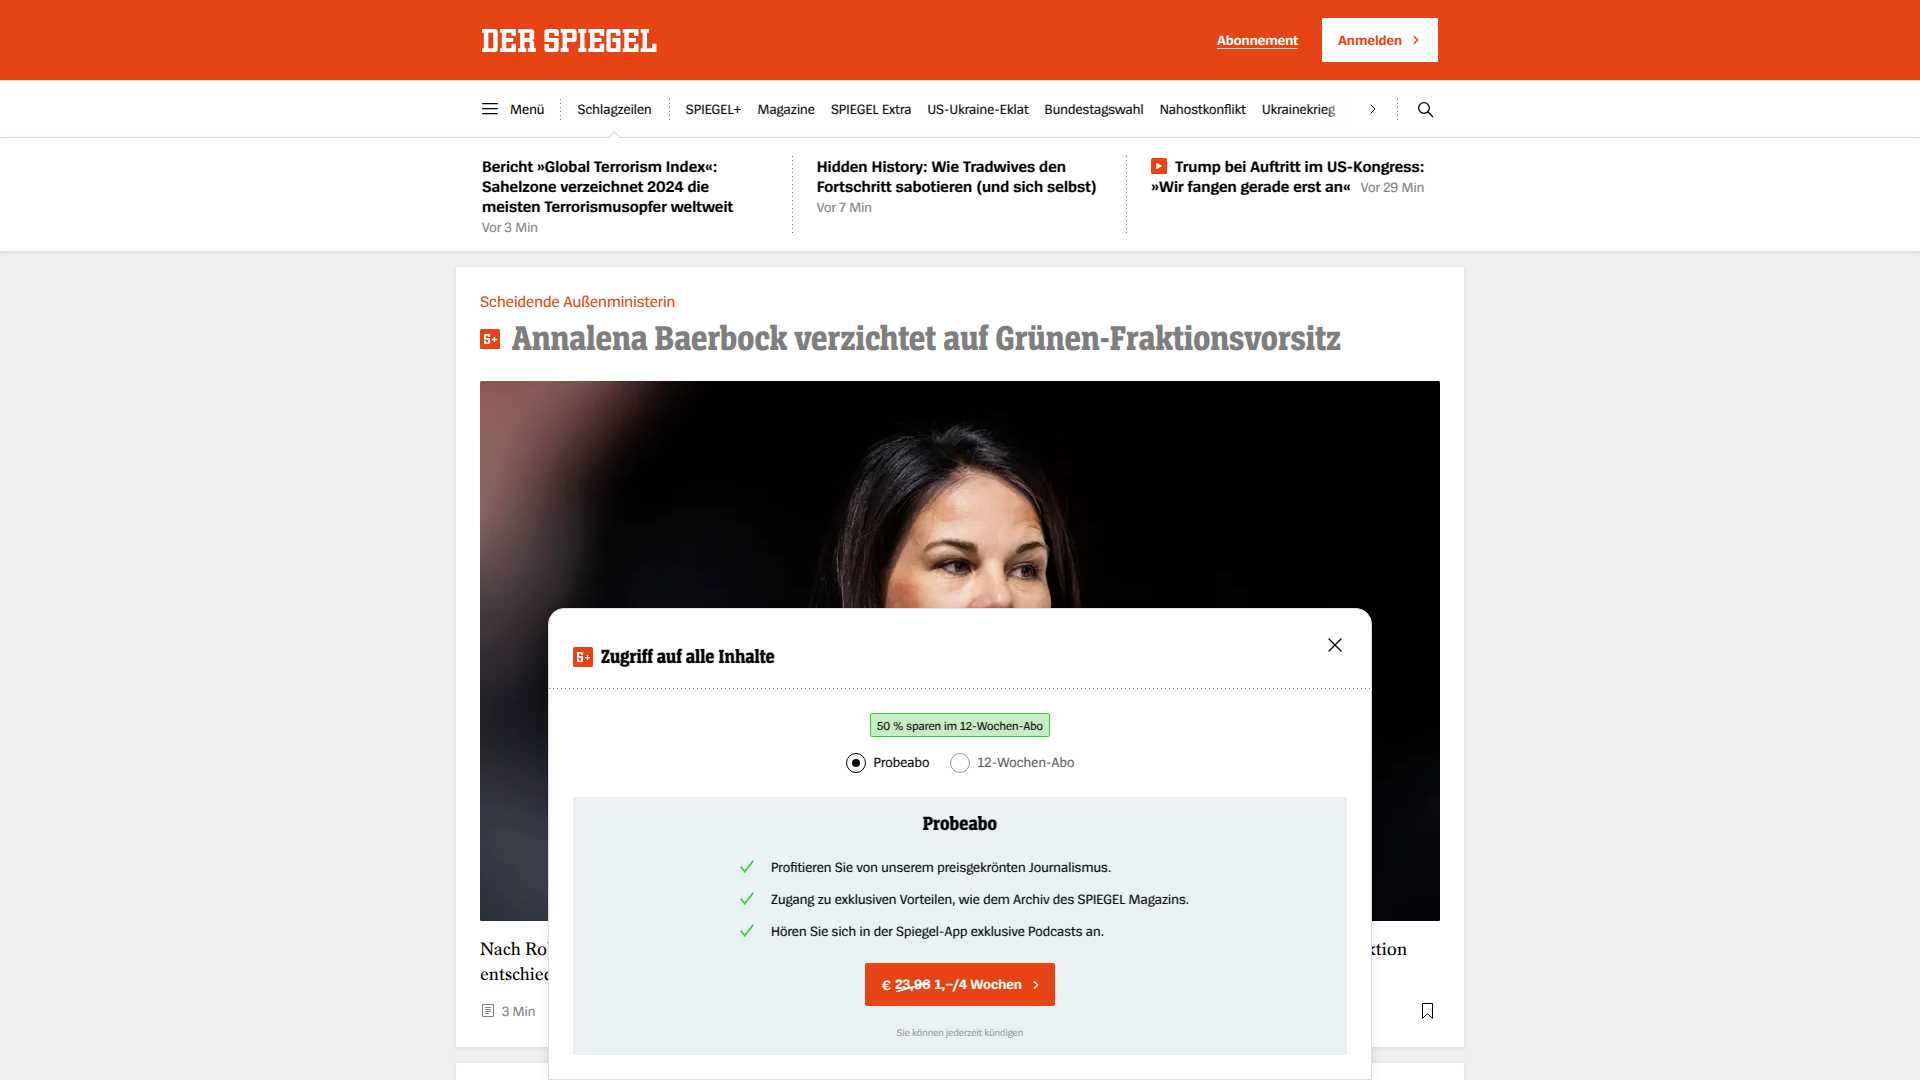 DER SPIEGEL
Abonnement
Anmelden
Menü
Schlagzeilen
SPIEGEL+
Magazine
SPIEGEL Extra
US-Ukraine-Eklat
Bundestagswahl
Nahostkonflikt
Ukrainekrieg
Bericht »Global Terrorism Index«:
Sahelzone verzeichnet 2024 die
meisten Terrorismusopfer weltweit
Vor 3 Min
Hidden History: Wie Tradwives den
Fortschritt sabotieren (und sich selbst)
Vor 7 Min
Trump bei Auftritt im US-Kongress:
»Wir fangen gerade erst an« Vor 29 Min
Scheidende Außenministerin
S+ Annalena Baerbock verzichtet auf Grünen-Fraktionsvorsitz
S+ Zugriff auf alle Inhalte
50 % sparen im 12-Wochen-Abo
Probeabo
12-Wochen-Abo
Probeabo
Profitieren Sie von unserem preisgekrönten Journalismus.
Zugang zu exklusiven Vorteilen, wie dem Archiv des SPIEGEL Magazins.
Hören Sie sich in der Spiegel-App exklusive Podcasts an.
€ 23,96 1,–/4 Wochen
Sie können jederzeit kündigen
Nach
3 Min